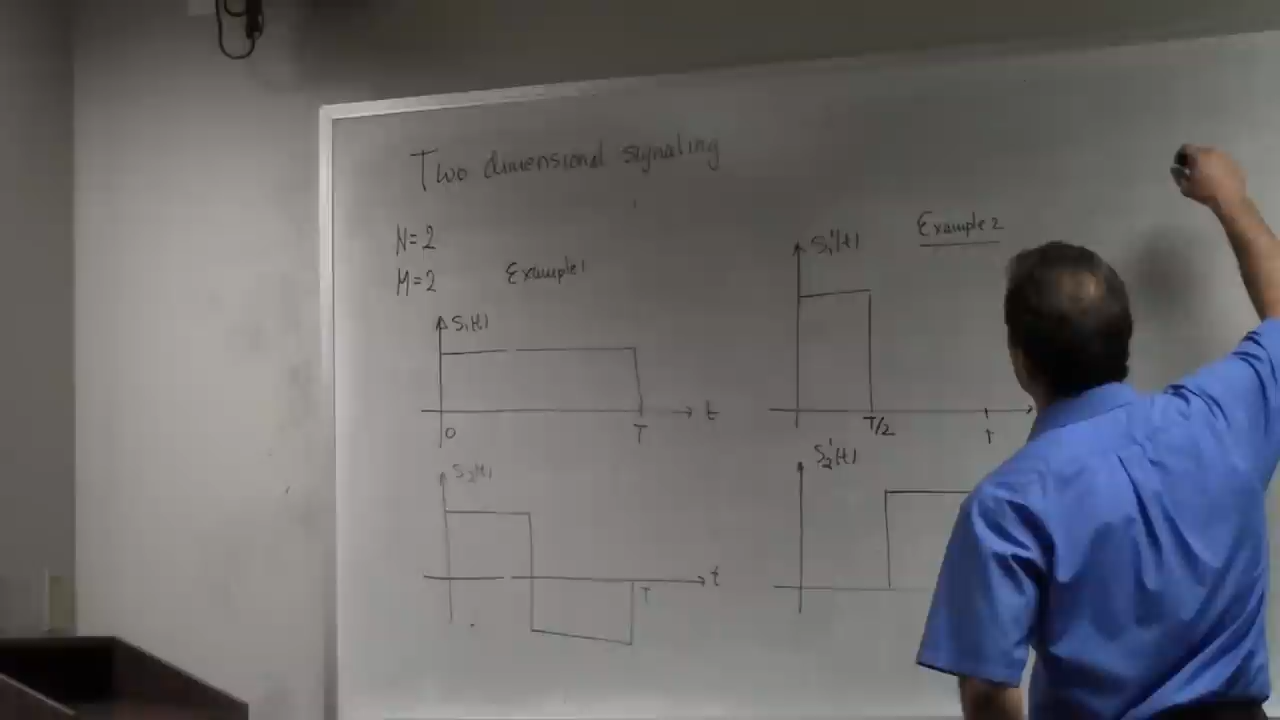 Two dimensional signaling
N=2
M=2
Example 1
S₁(t)
0
T
t
S₂(t)
T
t
Example 2
S₁'(t)
T/2
T
S₂'(t)